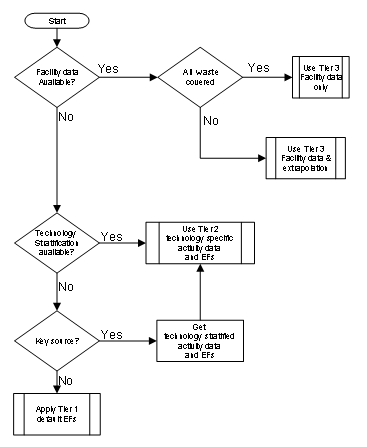 Start
Facility data
Available?
Yes
All waste
covered
Yes
Use Tier 3
Facility data
only
No
No
Use Tier 3
Facility data &
extrapolation
Technology
Stratification
available?
Yes
Use Tier 2
technology specific
activity data
and EFs
No
Key source?
Yes
Get
technology stratified
activity data
and EFs
No
Apply Tier 1
default EFs